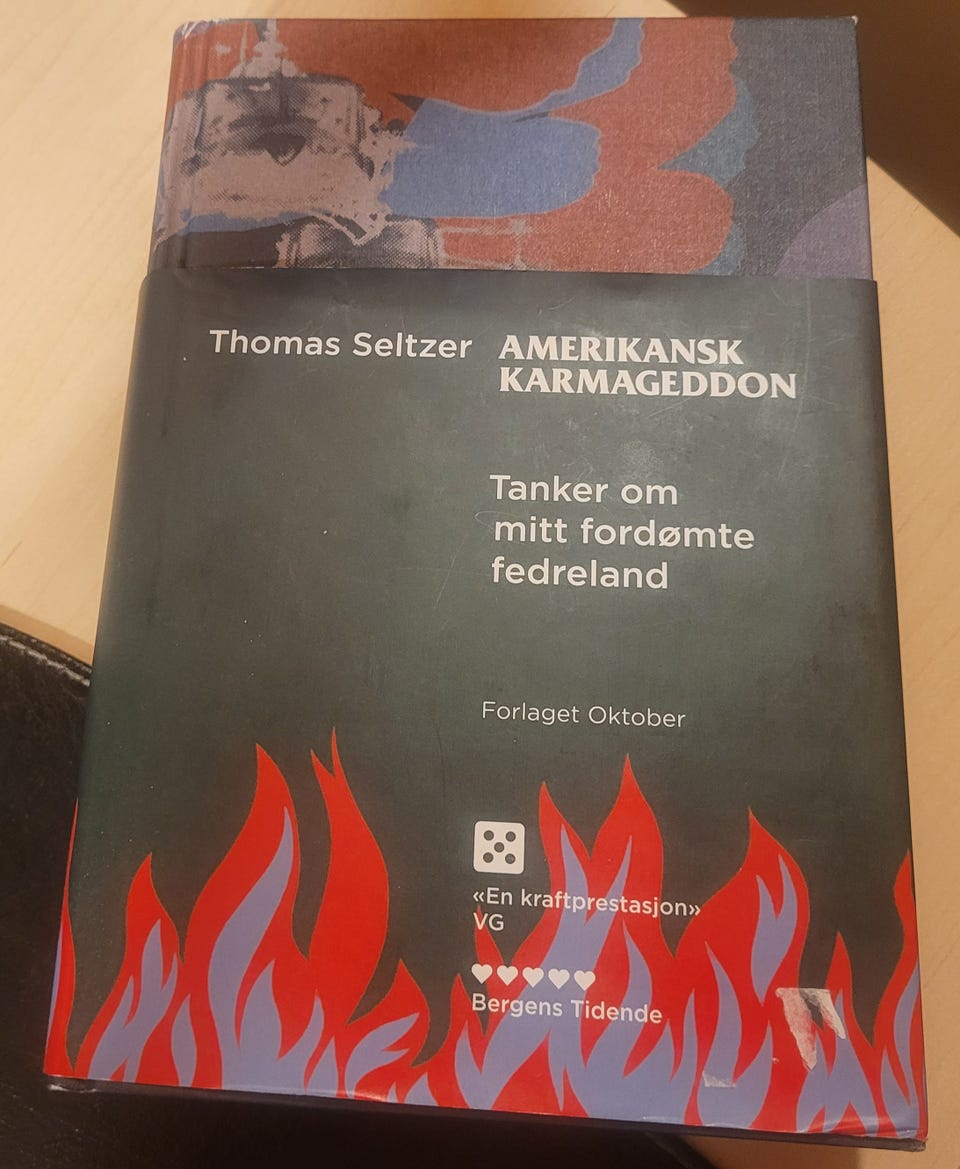 Thomas Seltzer
AMERIKANSK
KARMAGEDDON
Tanker om
mitt fordømte
fedreland
Forlaget Oktober
«En kraftprestasjon»
VG
Bergens Tidende